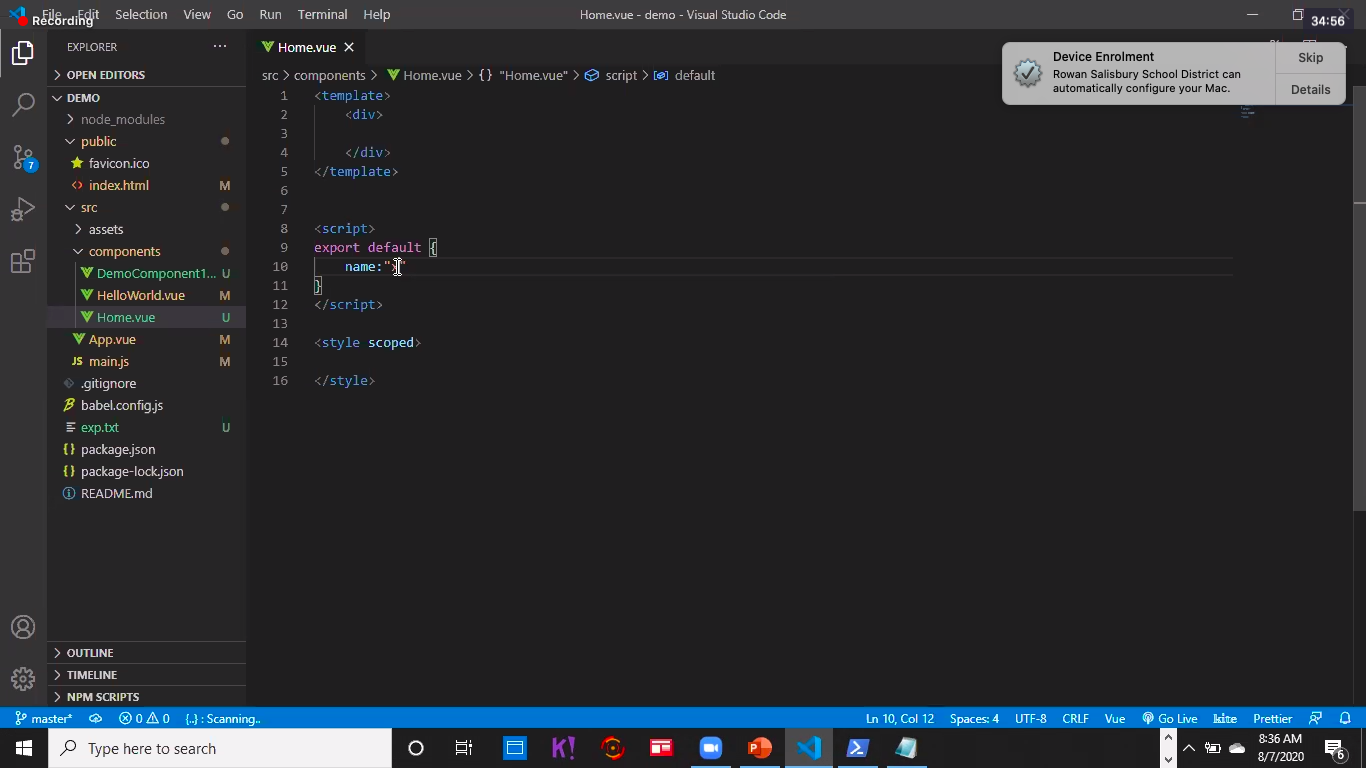 File Edit Selection View Go Run Terminal Help
Recording
Home.vue - demo - Visual Studio Code
34:56
EXPLORER
OPEN EDITORS
DEMO
node_modules
public
favicon.ico
index.html M
src
assets
components
DemoComponent1... U
HelloWorld.vue M
Home.vue U
App.vue M
JS main.js M
.gitignore
babel.config.js
exp.txt U
package.json
package-lock.json
README.md
OUTLINE
TIMELINE
NPM SCRIPTS
7
Home.vue
src > components > Home.vue > {} "Home.vue" > script > default
Device Enrolment
Rowan Salisbury School District can
automatically configure your Mac.
Skip
Details
1 <template>
2 <div>
3
4 </div>
5 </template>
6
7
8 <script>
9 export default {
10 name:" "
11 }
12 </script>
13
14 <style scoped>
15
16 </style>
master* 0 0 {..} : Scanning.. Ln 10, Col 12 Spaces: 4 UTF-8 CRLF Vue Go Live kite Prettier
Type here to search
K!
8:36 AM
8/7/2020
6